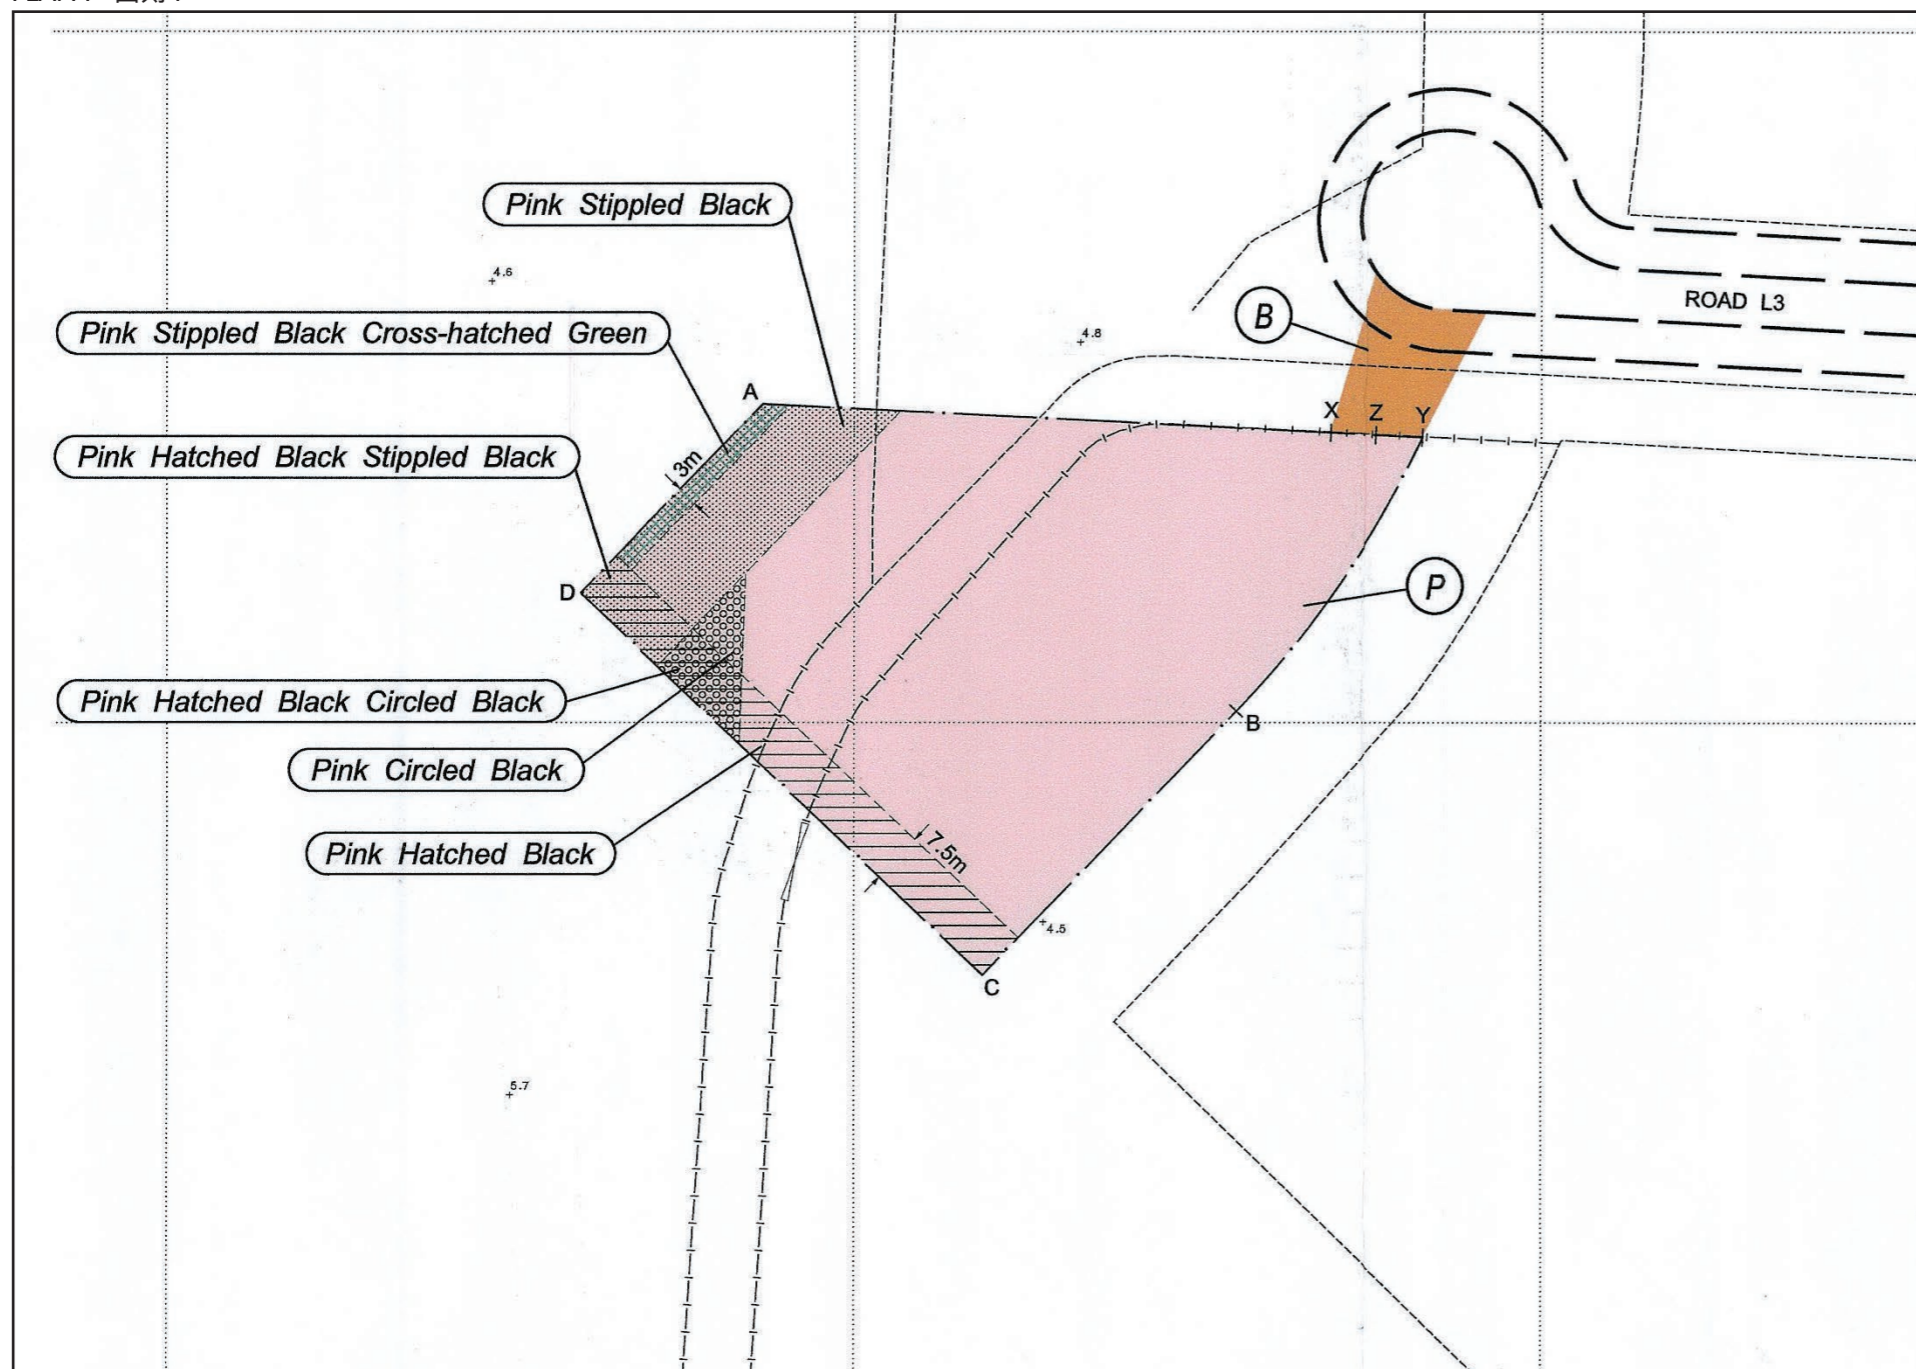 Pink Stippled Black
4.6
ROAD L3
B
Pink Stippled Black Cross-hatched Green
4.8
A
X Z Y
Pink Hatched Black Stippled Black
3m
D
P
Pink Hatched Black Circled Black
B
Pink Circled Black
Pink Hatched Black
7.5m
4.5
C
5.7